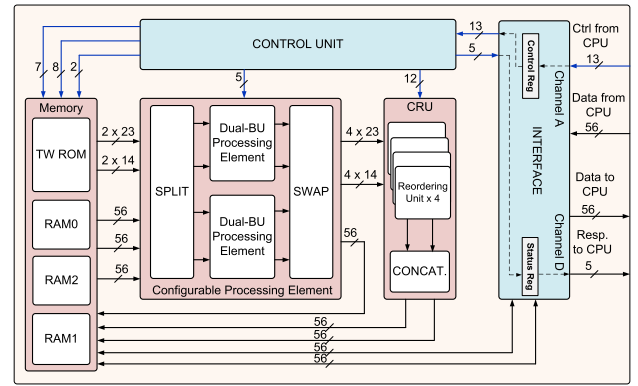 CONTROL UNIT
13
5
Ctrl from
CPU
13
Control Reg
Channel A
7
8
2
5
12
Memory
CRU
Data from
CPU
56
TW ROM
2 x 23
2 x 14
SPLIT
Dual-BU
Processing
Element
SWAP
4 x 23
4 x 14
Reordering
Unit x 4
INTERFACE
Data to
CPU
56
RAM0
56
56
Dual-BU
Processing
Element
56
Channel D
Resp.
to CPU
5
RAM2
56
CONCAT.
Status Reg
Configurable Processing Element
RAM1
56
56
56
56